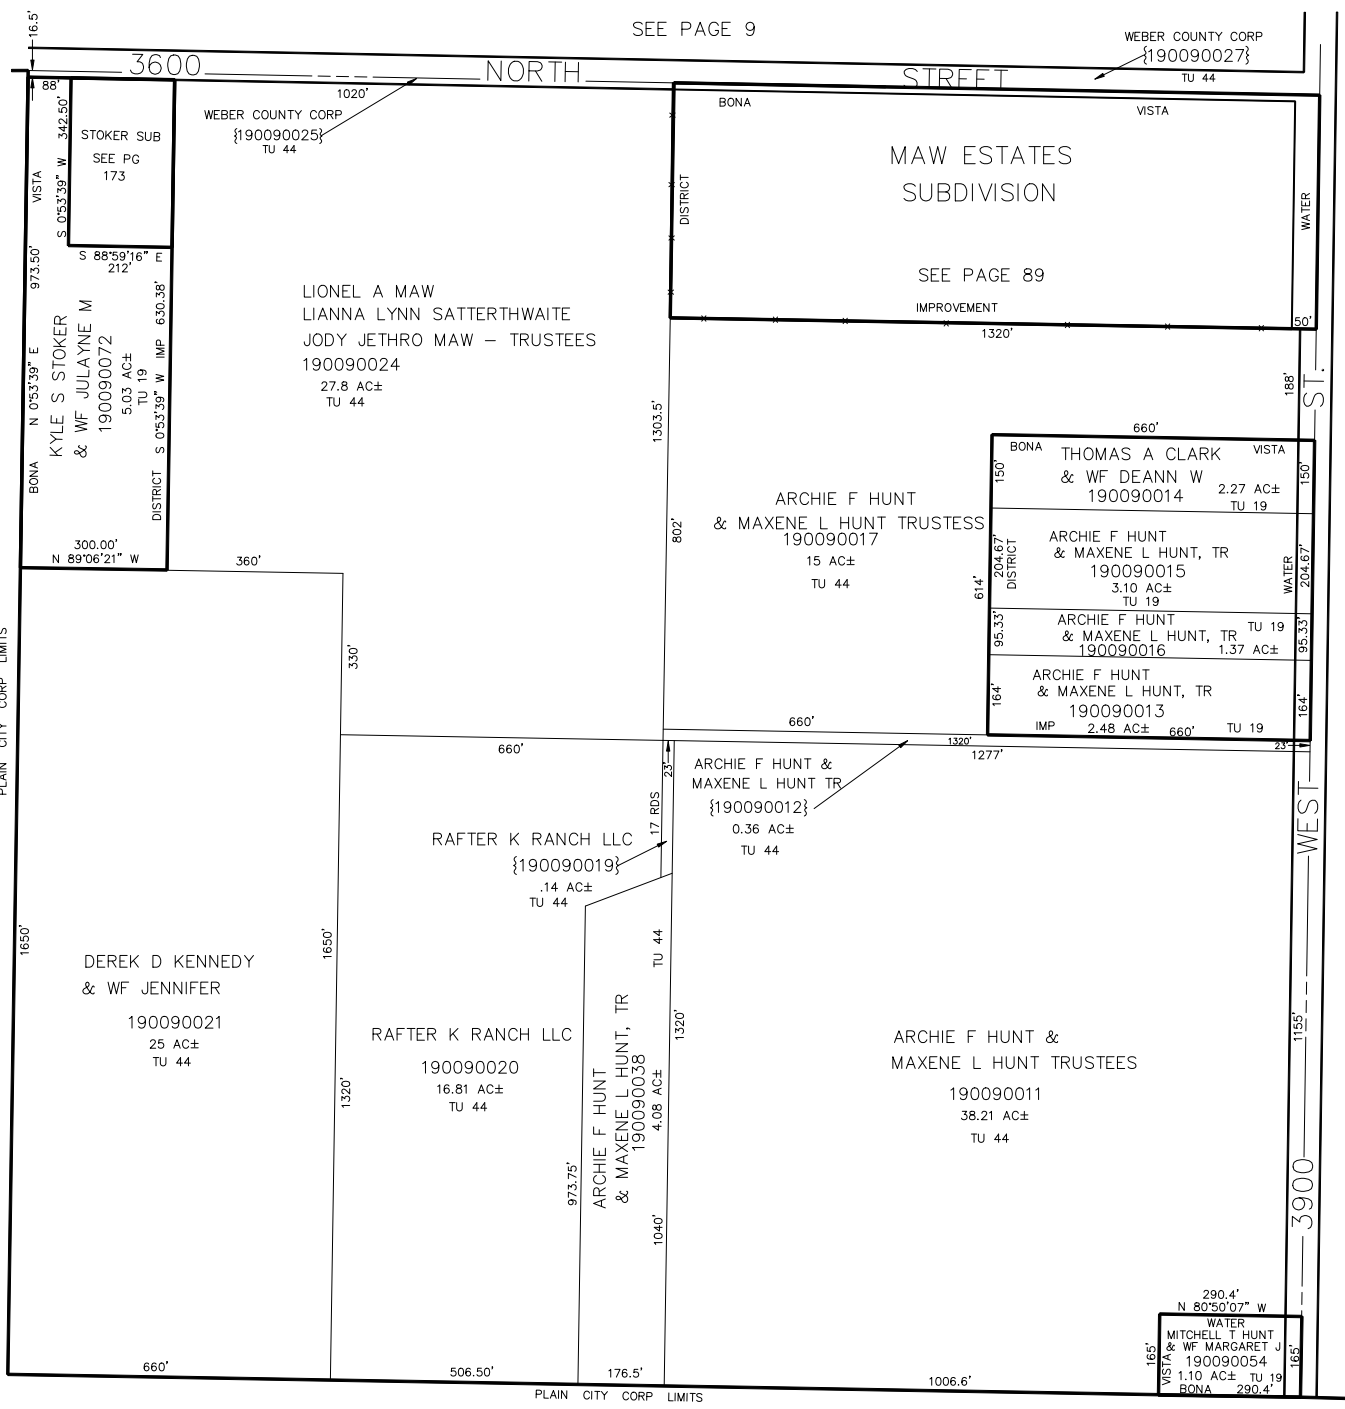 SEE PAGE 9
16.5'
WEBER COUNTY CORP
{190090027}
TU 44
3600 NORTH STREET
88'
1020'
WEBER COUNTY CORP
{190090025}
TU 44
BONA
VISTA
DISTRICT
WATER
MAW ESTATES
SUBDIVISION
SEE PAGE 89
IMPROVEMENT
1320'
50'
STOKER SUB
SEE PG
173
S 0°53'39" W 342.50'
S 88°59'16" E
212'
BONA N 0°53'39" E 973.50' VISTA
KYLE S STOKER
& WF JULAYNE M
190090072
5.03 AC±
TU 19
DISTRICT S 0°53'39" W IMP 630.38'
300.00'
N 89°06'21" W
LIONEL A MAW
LIANNA LYNN SATTERTHWAITE
JODY JETHRO MAW – TRUSTEES
190090024
27.8 AC±
TU 44
1303.5'
802'
360'
330'
660'
ARCHIE F HUNT
& MAXENE L HUNT TRUSTESS
190090017
15 AC±
TU 44
614'
660'
188'
660'
BONA
VISTA
THOMAS A CLARK
& WF DEANN W
190090014
2.27 AC±
TU 19
150'
150'
ARCHIE F HUNT
& MAXENE L HUNT, TR
190090015
3.10 AC±
TU 19
204.67'
DISTRICT
WATER
204.67'
ARCHIE F HUNT
& MAXENE L HUNT, TR
190090016
TU 19
1.37 AC±
95.33'
95.33'
ARCHIE F HUNT
& MAXENE L HUNT, TR
190090013
IMP
2.48 AC±
660'
TU 19
164'
164'
1320'
1277'
23'
23'
17 RDS
ARCHIE F HUNT &
MAXENE L HUNT TR
{190090012}
0.36 AC±
TU 44
RAFTER K RANCH LLC
{190090019}
.14 AC±
TU 44
PLAIN CITY CORP LIMITS
1650'
DEREK D KENNEDY
& WF JENNIFER
190090021
25 AC±
TU 44
1650'
1320'
660'
RAFTER K RANCH LLC
190090020
16.81 AC±
TU 44
973.75'
506.50'
ARCHIE F HUNT
& MAXENE L HUNT, TR
190090038
4.08 AC±
TU 44
1040'
1320'
176.5'
ARCHIE F HUNT &
MAXENE L HUNT TRUSTEES
190090011
38.21 AC±
TU 44
1155'
1006.6'
3900 WEST ST.
290.4'
N 80°50'07" W
WATER
MITCHELL T HUNT
& WF MARGARET J
190090054
1.10 AC± TU 19
BONA 290.4'
VISTA
165'
165'
PLAIN CITY CORP LIMITS